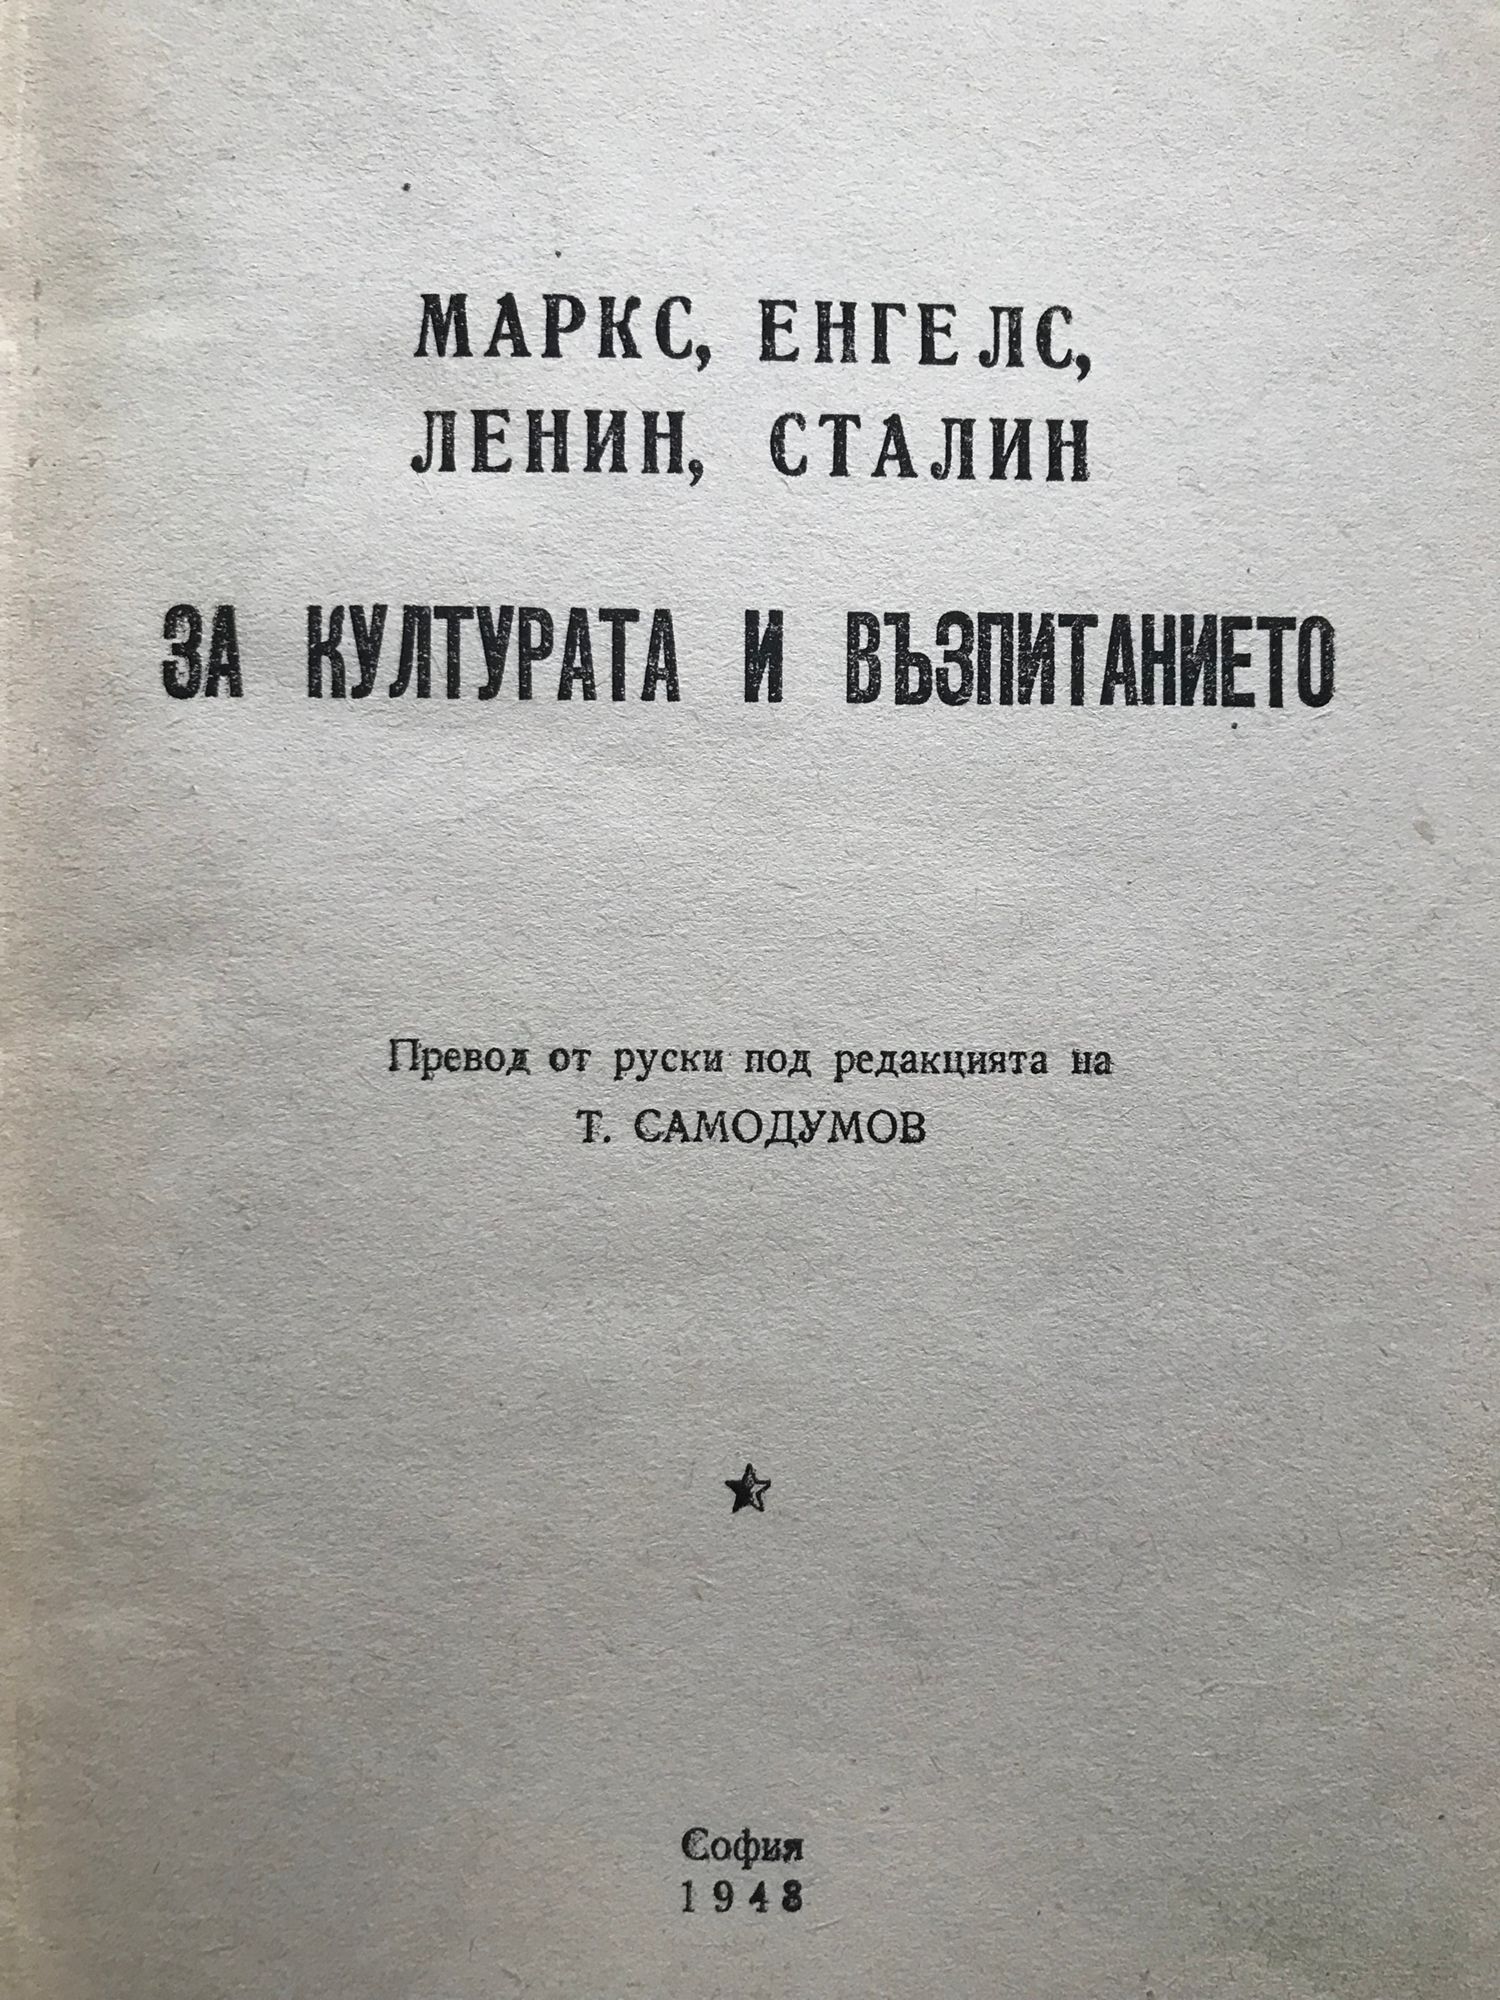 МАРКС, ЕНГЕЛС,
ЛЕНИН, СТАЛИН
ЗА КУЛТУРАТА И ВЪЗПИТАНИЕТО
Превод от руски под редакцията на
Т. САМОДУМОВ
София
1948